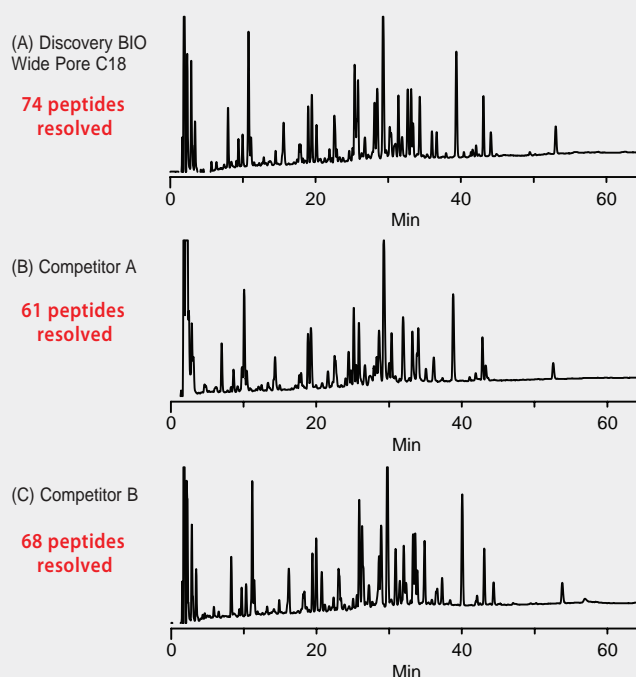 (A) Discovery BIO
Wide Pore C18
74 peptides
resolved
0 20 40 60
Min
(B) Competitor A
61 peptides
resolved
0 20 40 60
Min
(C) Competitor B
68 peptides
resolved
0 20 40 60
Min